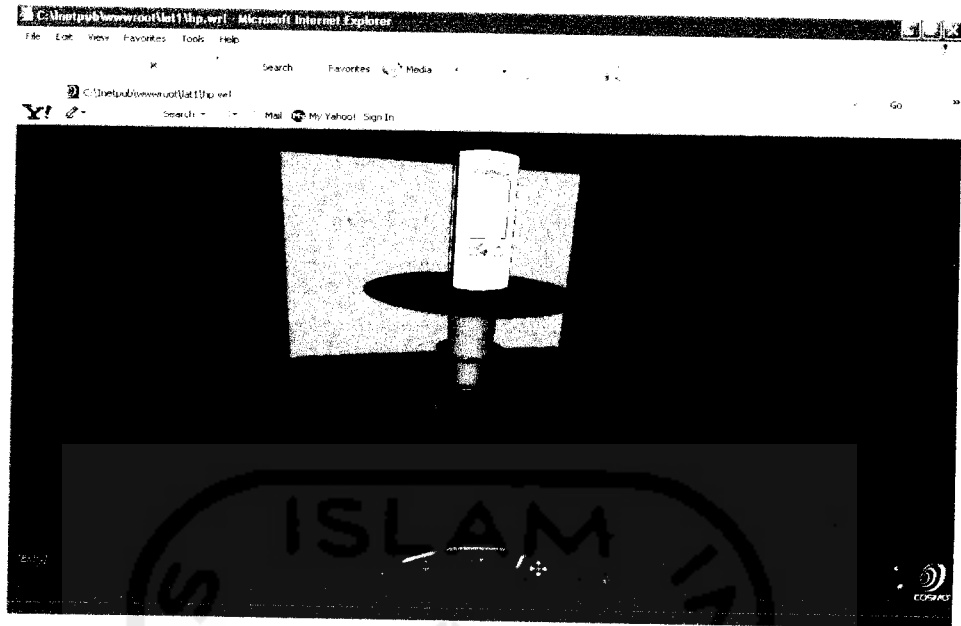 C:\Inetpub\wwwroot\lat1\hp.wrl - Microsoft Internet Explorer
File Edit View Favorites Tools Help
Search Favorites Media
C:\Inetpub\wwwroot\lat1\hp.wrl
Go »
Y! Search Mail My Yahoo! Sign In
ISLAM
COSMO